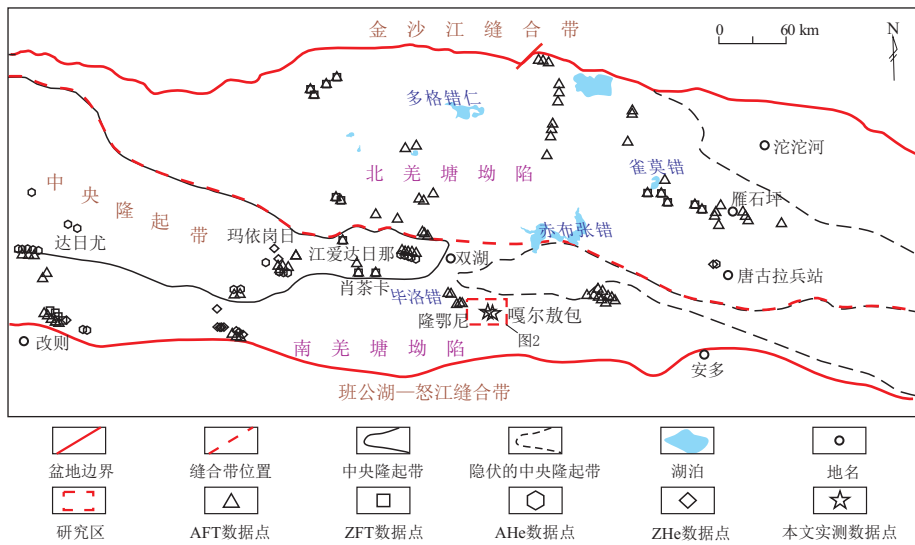 金沙江缝合带
0 60 km
N
多格错仁
沱沱河
北羌塘坳陷
雀莫错
雁石坪
中央隆起带
达日尤
玛依岗日
江爱达日那
赤布张错
双湖
唐古拉兵站
肖茶卡
毕洛错
隆鄂尼
嘎尔敖包
图2
改则
南羌塘坳陷
安多
班公湖—怒江缝合带
盆地边界
缝合带位置
中央隆起带
隐伏的中央隆起带
湖泊
地名
研究区
AFT数据点
ZFT数据点
AHe数据点
ZHe数据点
本文实测数据点